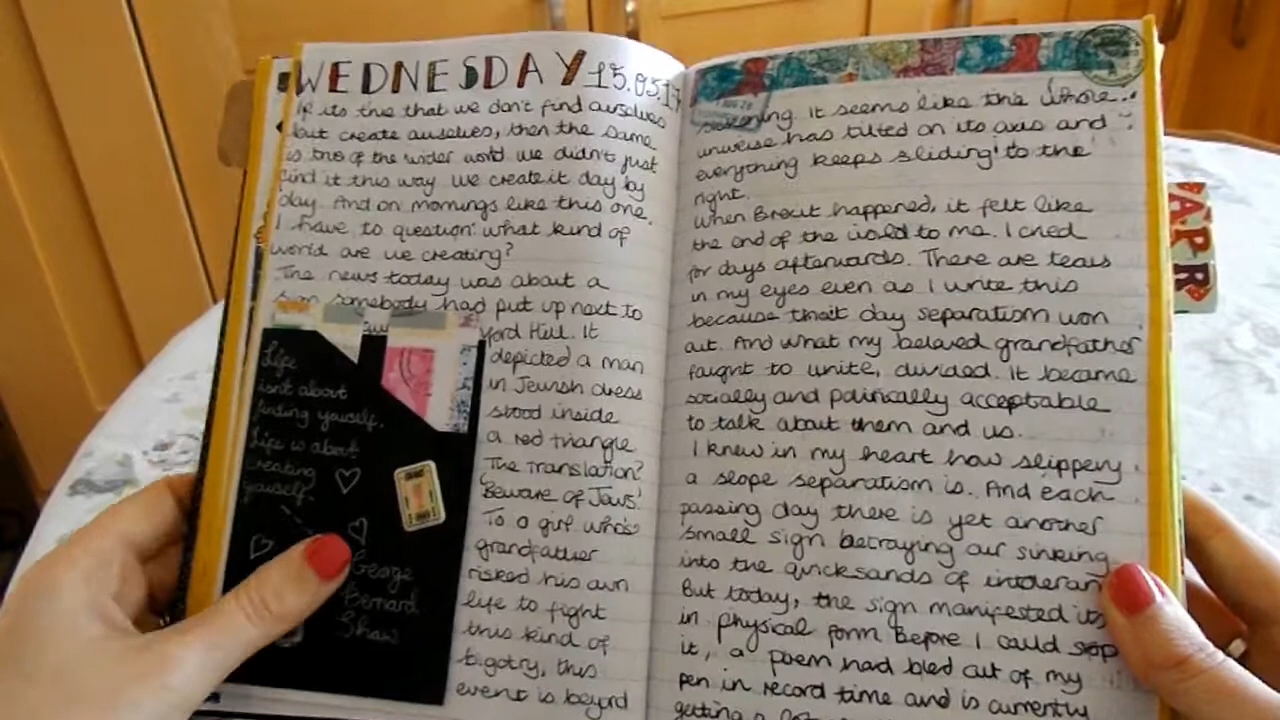 WEDNESDAY 15.03.17
If its true that we don't find ourselves
but create ourselves, then the same
is true of the wider world we didn't just
find it this way we create it day by
day. And on mornings like this one,
I have to question: what kind of
world are we creating?
The news today was about a
sign somebody had put up next to
ford Hill. It
depicted a man
in Jewish dress
stood inside
a red triangle
The Translation?
'Beware of Jews'
To a girl who's
grandfather
risked his own
life to fight
this kind of
bigotry, this
event is beyond
Life
isn't about
finding yourself.
Life is about
creating
yourself.
George
Bernard
Shaw
sickening. It seems like the whole
universe has tilted on its axis and
everything keeps sliding to the
right.
When Brexit happened, it felt like
the end of the world to me. I cried
for days afterwards. There are tears
in my eyes even as I write this
because that day separation won
out. And what my beloved grandfather
fought to unite, divided. It became
socially and politically acceptable
to talk about them and us.
I knew in my heart how slippery
a slope separation is. And each
passing day there is yet another
small sign betraying our sinking
into the quicksands of intoleran
But today, the sign manifested its
in physical form Before I could stop
it, a poem had bled out of my
pen in record time and is currently
getting a